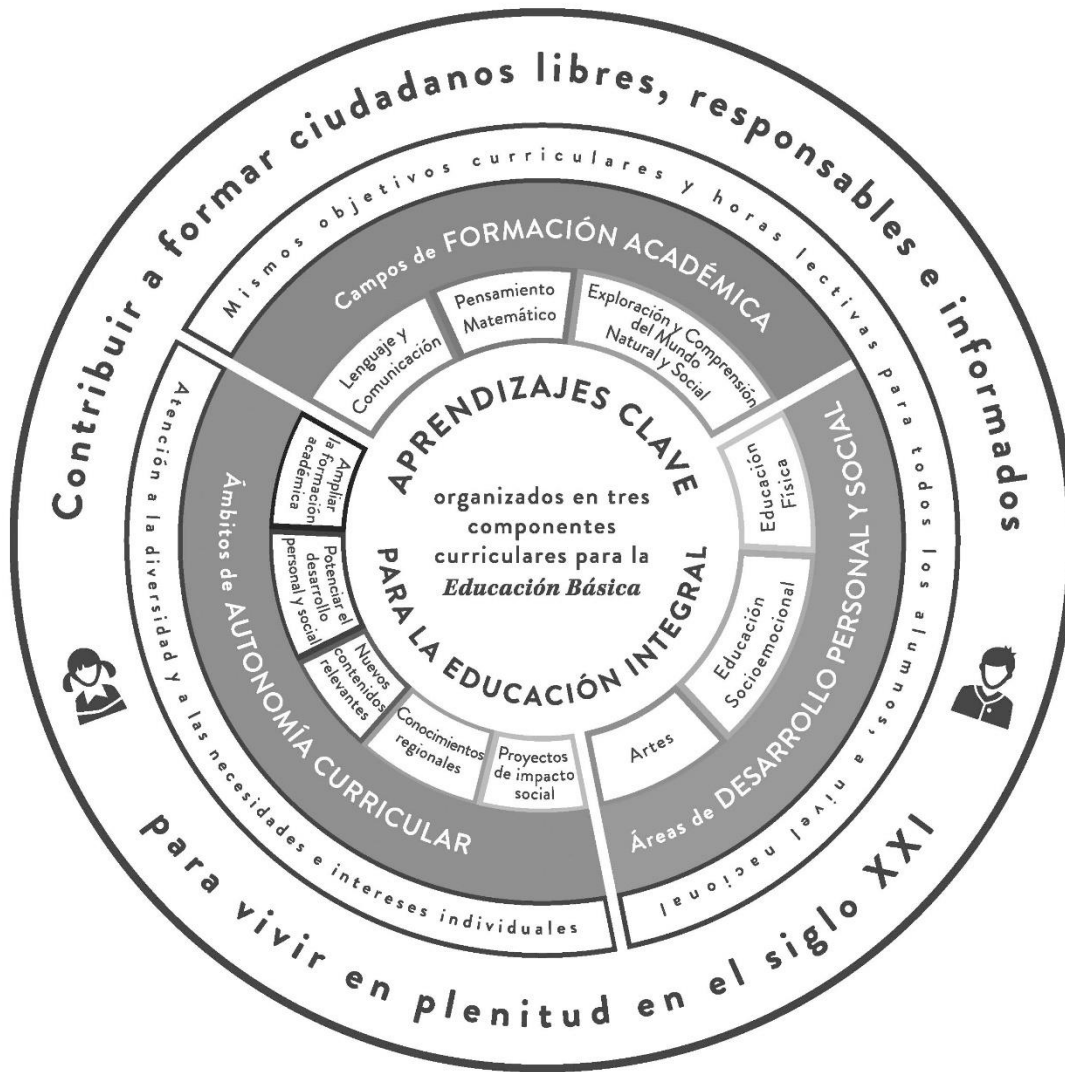 Contribuir a formar ciudadanos libres, responsables e informados
para vivir en plenitud en el siglo XXI
Mismos objetivos curriculares y horas lectivas para todos los alumnos, a nivel nacional
Atención a la diversidad y a las necesidades e intereses individuales
Campos de FORMACIÓN ACADÉMICA
Lenguaje y
Comunicación
Pensamiento
Matemático
Exploración y Comprensión
del Mundo
Natural y Social
Áreas de DESARROLLO PERSONAL Y SOCIAL
Educación
Física
Educación
Socioemocional
Artes
Ámbitos de AUTONOMÍA CURRICULAR
Ampliar
la formación
académica
Potenciar el
desarrollo
personal y social
Nuevos
contenidos
relevantes
Conocimientos
regionales
Proyectos
de impacto
social
APRENDIZAJES CLAVE
organizados en tres
componentes
curriculares para la
Educación Básica
PARA LA EDUCACIÓN INTEGRAL